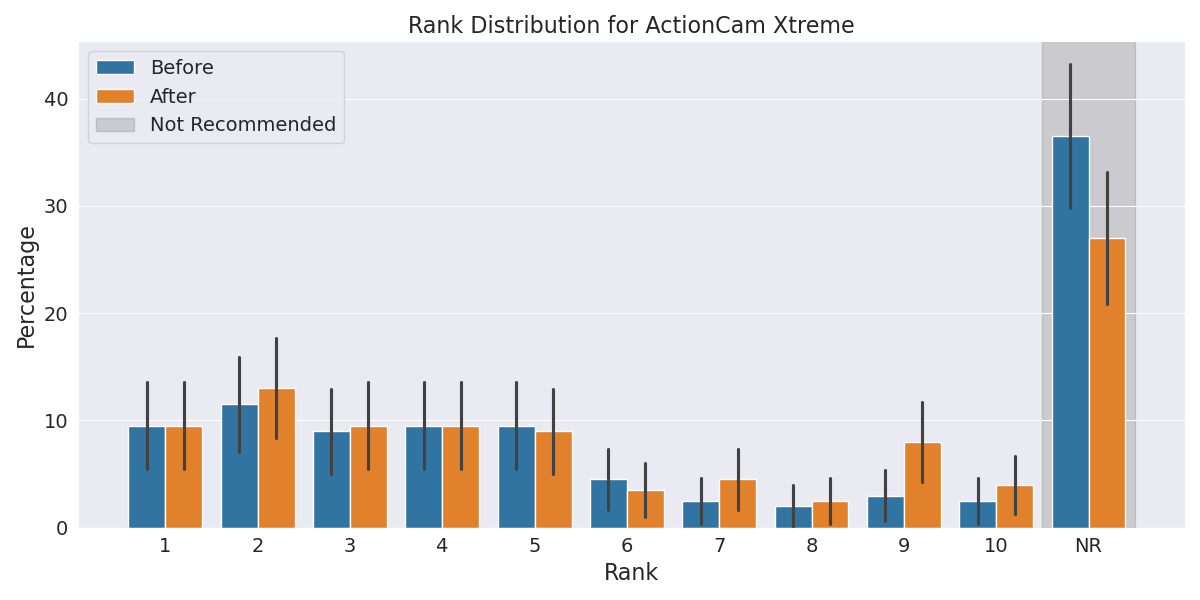 Rank Distribution for ActionCam Xtreme
Before
After
Not Recommended
Percentage
40
30
20
10
0
1 2 3 4 5 6 7 8 9 10 NR
Rank